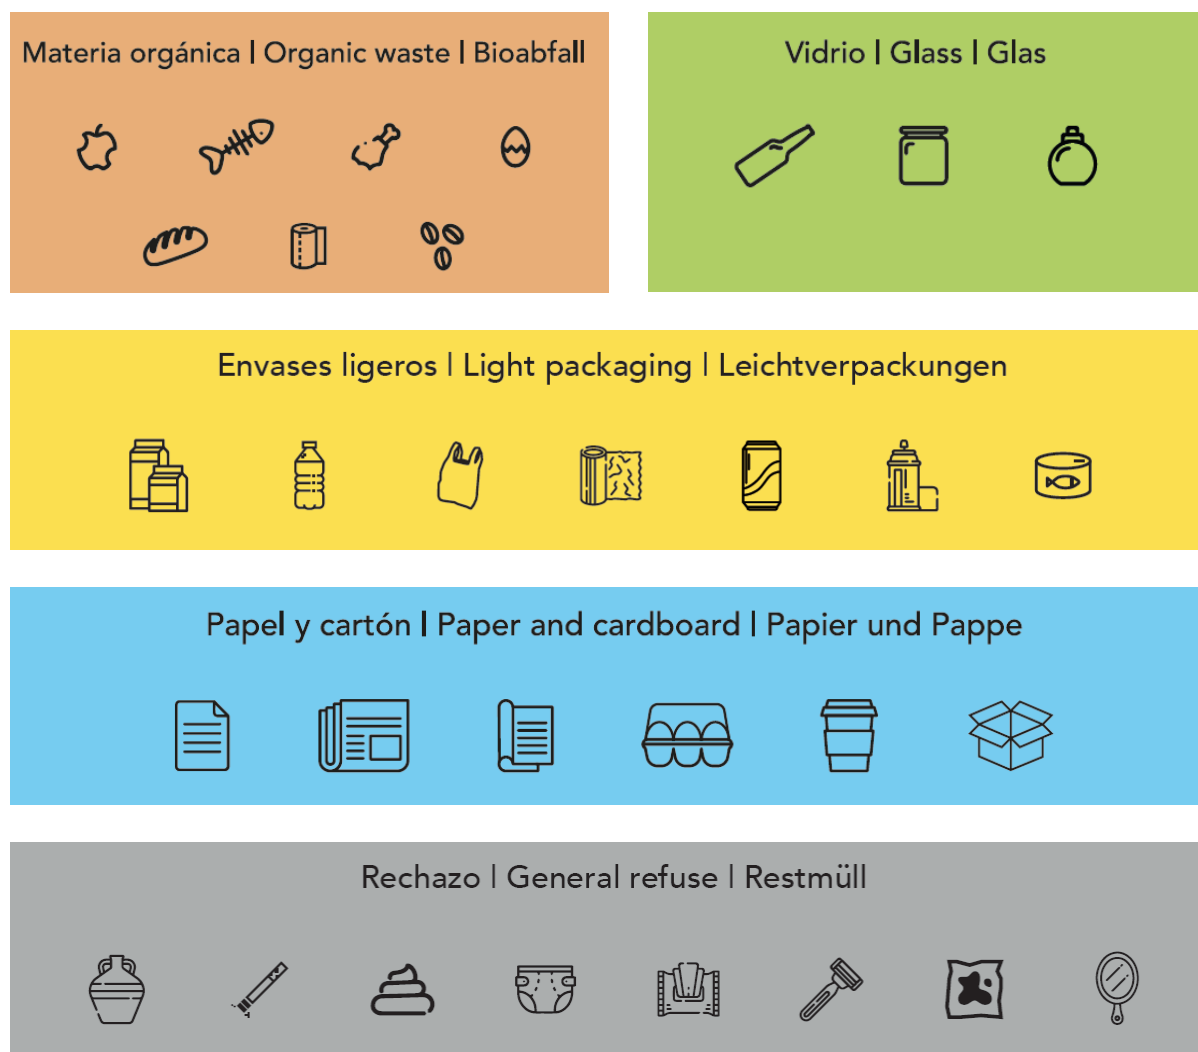 Materia orgánica | Organic waste | Bioabfall
Vidrio | Glass | Glas
Envases ligeros | Light packaging | Leichtverpackungen
Papel y cartón | Paper and cardboard | Papier und Pappe
Rechazo | General refuse | Restmüll